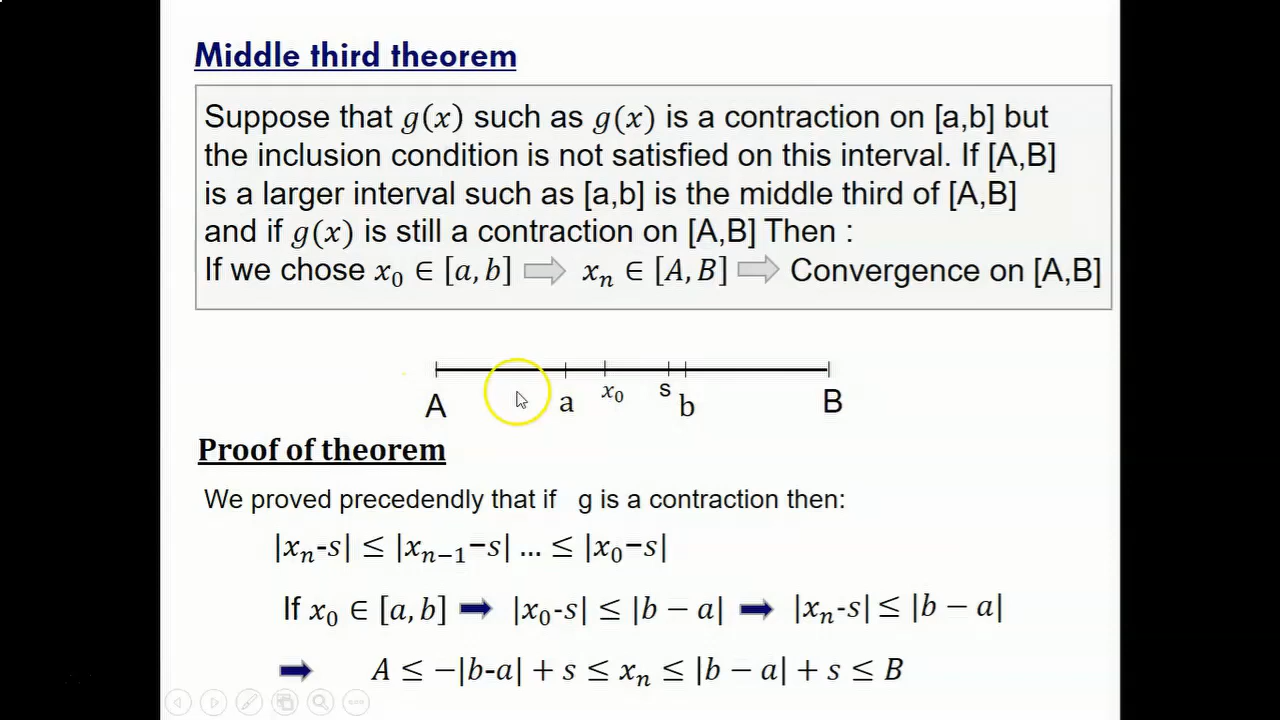 Middle third theorem
Suppose that g(x) such as g(x) is a contraction on [a,b] but
the inclusion condition is not satisfied on this interval. If [A,B]
is a larger interval such as [a,b] is the middle third of [A,B]
and if g(x) is still a contraction on [A,B] Then :
If we chose x₀ ∈ [a, b] ⇨ xₙ ∈ [A, B] ⇨ Convergence on [A,B]
A a x₀ s b B
Proof of theorem
We proved precedendly that if g is a contraction then:
|xₙ-s| ≤ |xₙ₋₁−s| ... ≤ |x₀−s|
If x₀ ∈ [a, b] ➡ |x₀-s| ≤ |b − a| ➡ |xₙ-s| ≤ |b − a|
➡ A ≤ −|b-a| + s ≤ xₙ ≤ |b − a| + s ≤ B